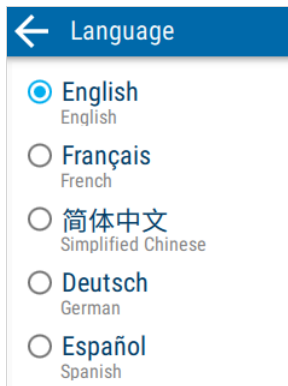 Language
English
English
Français
French
简体中文
Simplified Chinese
Deutsch
German
Español
Spanish